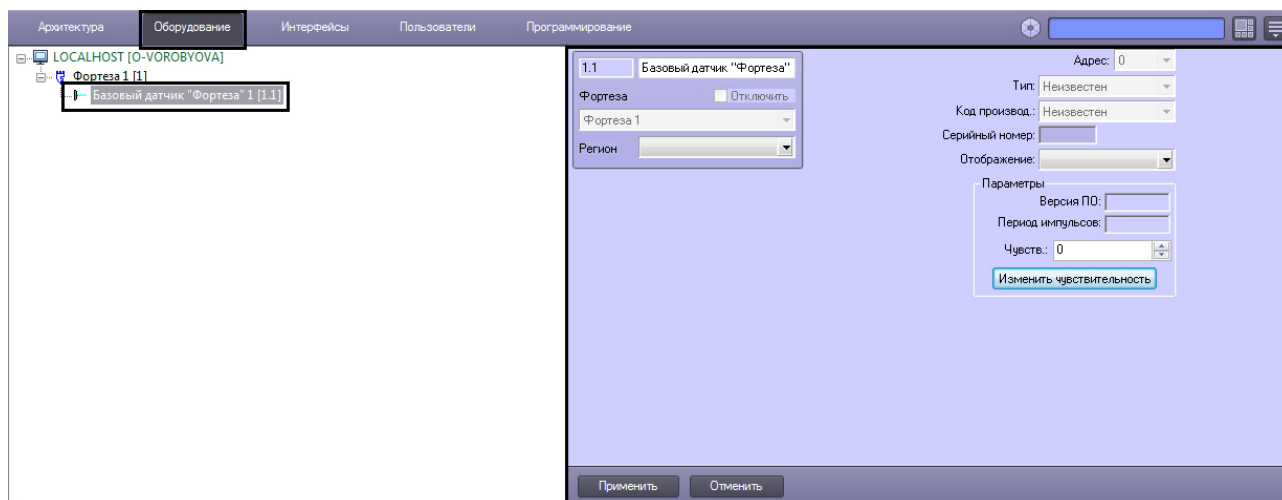 Архитектура Оборудование Интерфейсы Пользователи Программирование
LOCALHOST [O-VOROBYOVA]
Фортеза 1 [1]
Базовый датчик "Фортеза" 1 [1.1]
1.1 Базовый датчик "Фортеза"
Фортеза Отключить
Фортеза 1
Регион
Адрес: 0
Тип: Неизвестен
Код производ.: Неизвестен
Серийный номер:
Отображение:
Параметры
Версия ПО:
Период импульсов:
Чувств.: 0
Изменить чувствительность
Применить Отменить